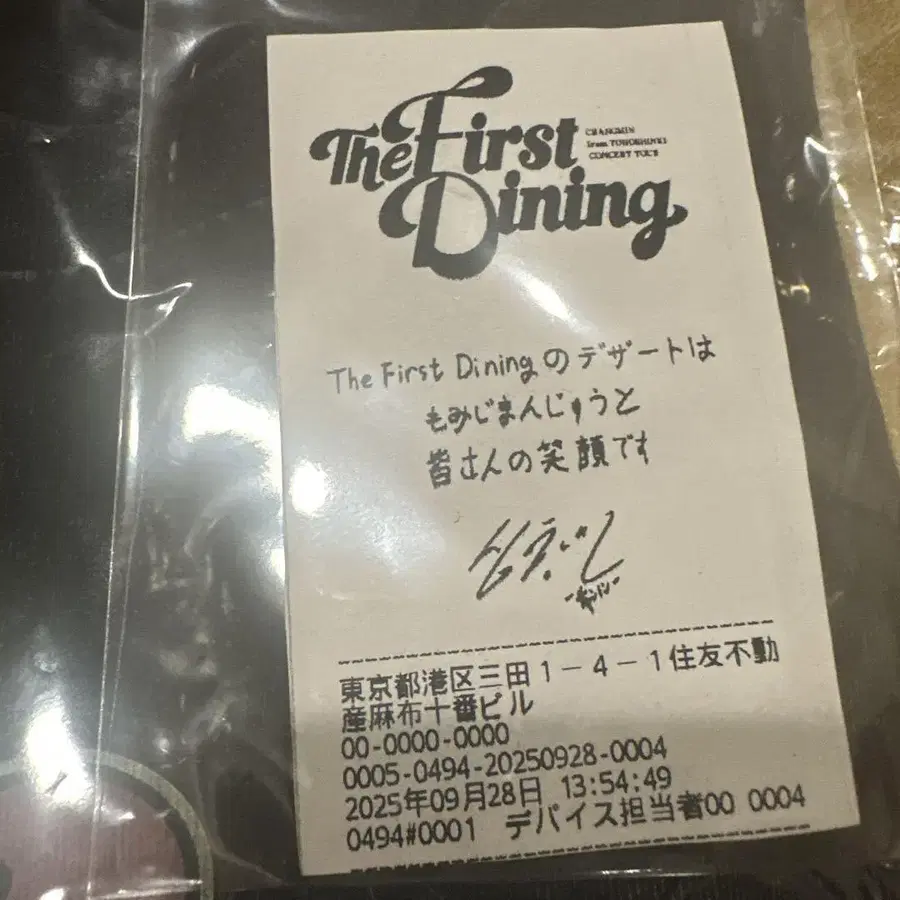 The First
Dining
CHANGMIN
from TOHOSHINKI
CONCERT TOUR
The First Diningのデザートは
もみじまんじゅうと
皆さんの笑顔です
東京都港区三田1-4-1住友不動
産麻布十番ビル
00-0000-0000
0005-0494-20250928-0004
2025年09月28日 13:54:49
0494#0001 デバイス担当者00 0004